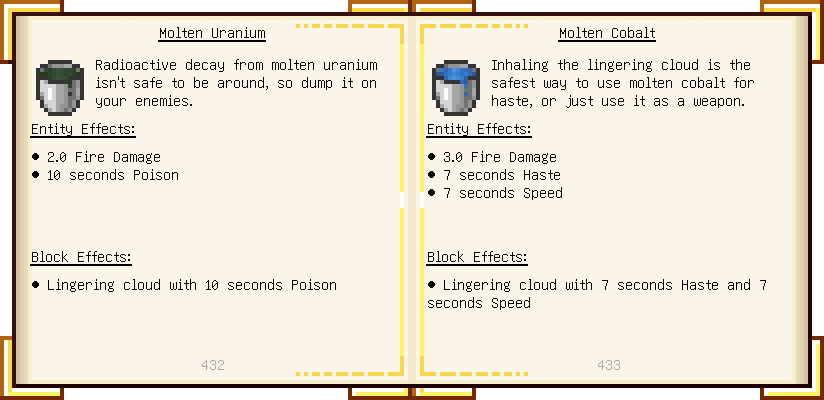 Molten Uranium
Radioactive decay from molten uranium
isn't safe to be around, so dump it on
your enemies.
Entity Effects:
● 2.0 Fire Damage
● 10 seconds Poison
Block Effects:
● Lingering cloud with 10 seconds Poison
432
Molten Cobalt
Inhaling the lingering cloud is the
safest way to use molten cobalt for
haste, or just use it as a weapon.
Entity Effects:
● 3.0 Fire Damage
● 7 seconds Haste
● 7 seconds Speed
Block Effects:
● Lingering cloud with 7 seconds Haste and 7
seconds Speed
433